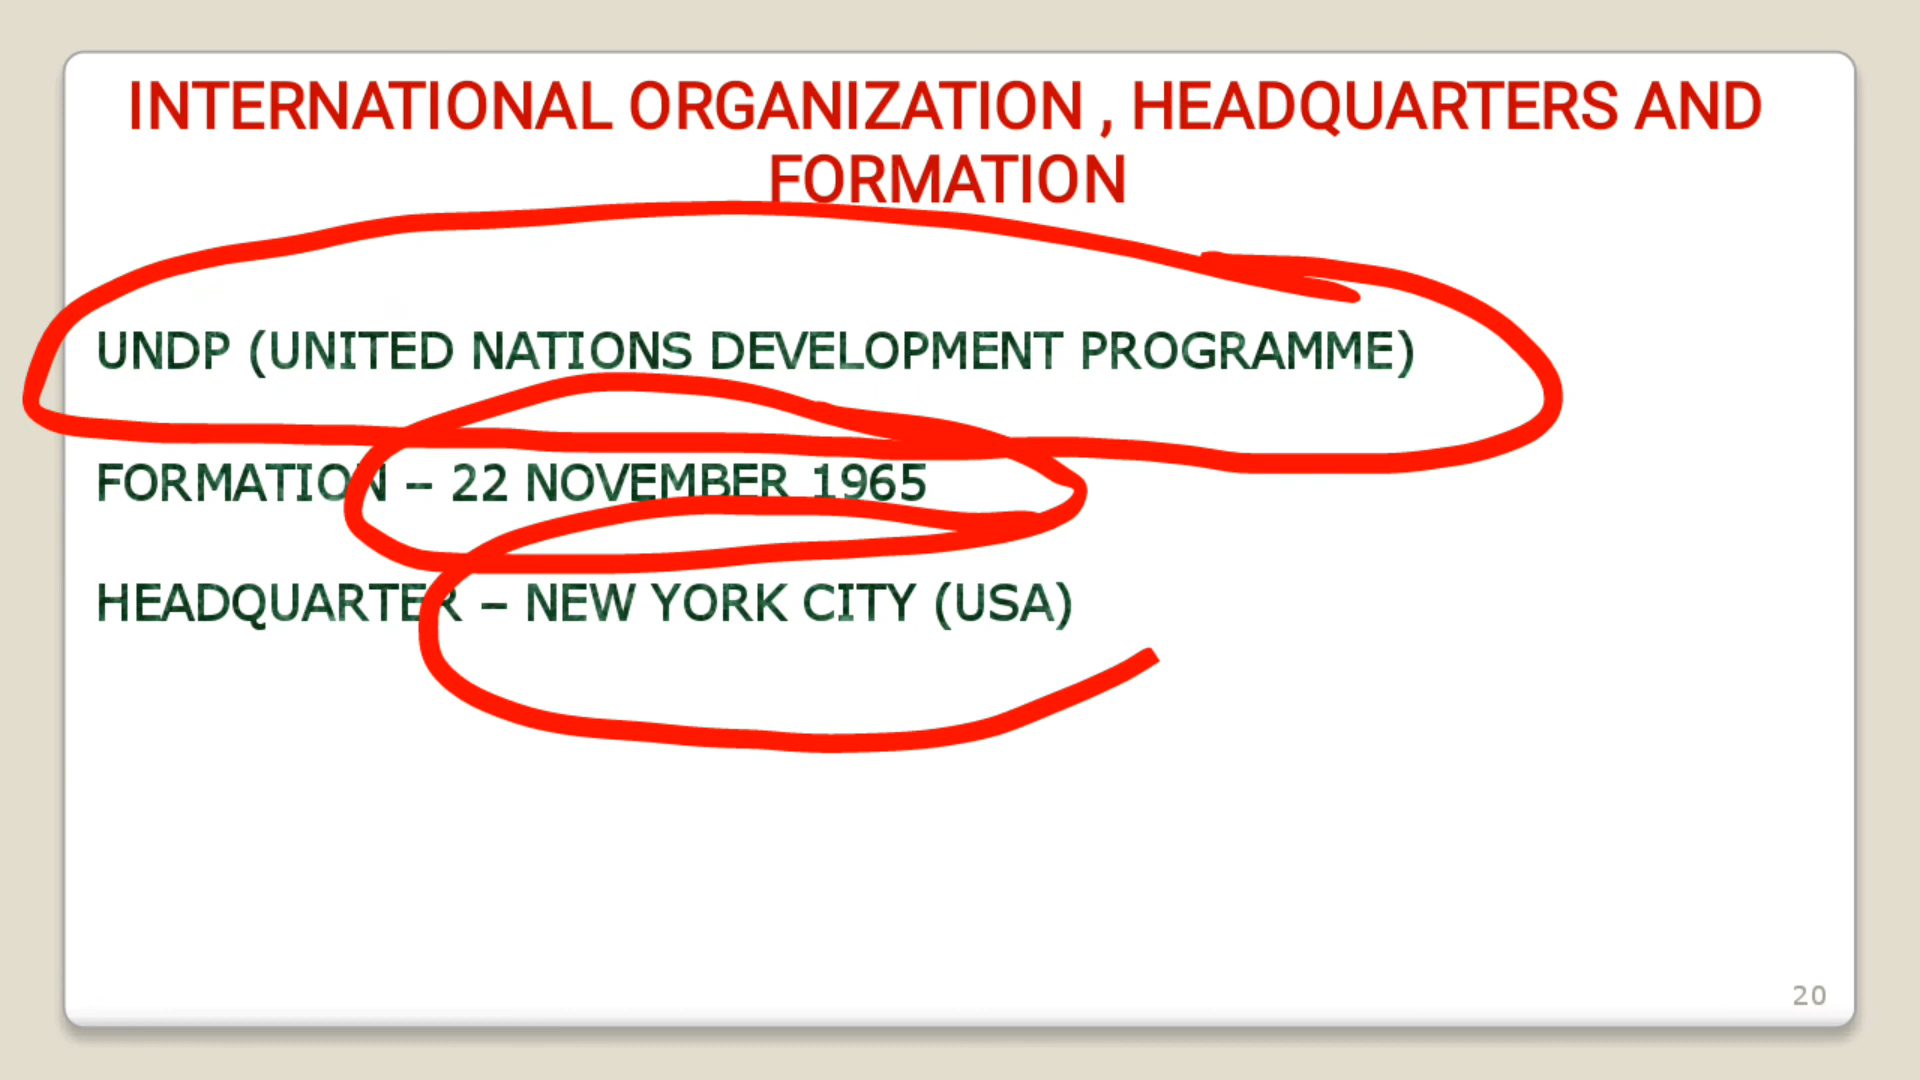 INTERNATIONAL ORGANIZATION , HEADQUARTERS AND
FORMATION
UNDP (UNITED NATIONS DEVELOPMENT PROGRAMME)
FORMATION – 22 NOVEMBER 1965
HEADQUARTER – NEW YORK CITY (USA)
20